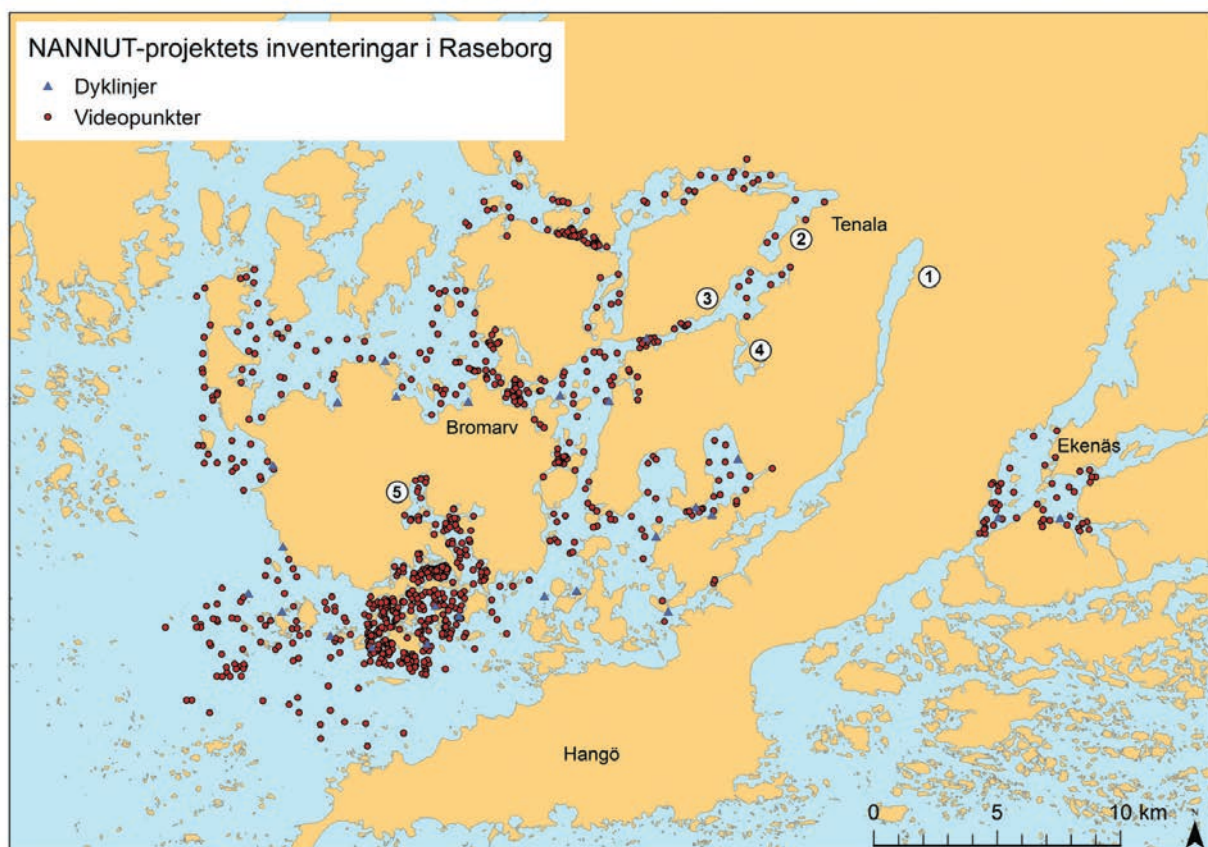 NANNUT-projektets inventeringar i Raseborg
Dyklinjer
Videopunkter
Tenala
2
1
3
4
Bromarv
Ekenäs
5
Hangö
0 5 10 km
N